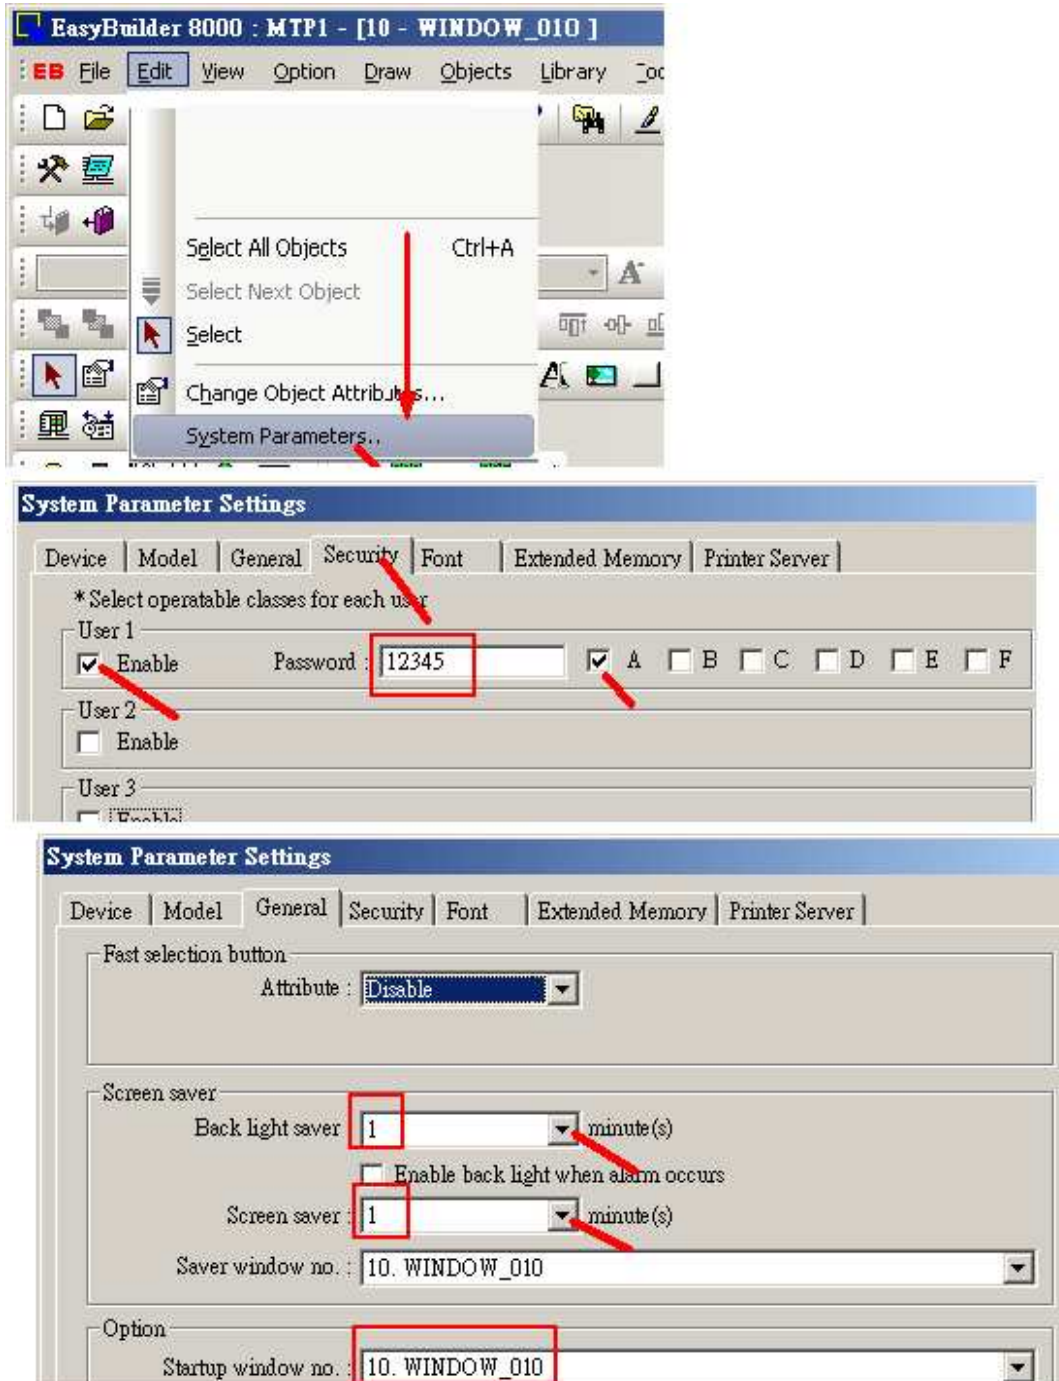 EasyBuilder 8000 : MTP1 - [10 - WINDOW_010 ]
EB File Edit View Option Draw Objects Library
Select All Objects Ctrl+A
Select Next Object
Select
Change Object Attributes...
System Parameters..
System Parameter Settings
Device Model General Security Font Extended Memory Printer Server
* Select operatable classes for each user
User 1
Enable Password : 12345 A B C D E F
User 2
Enable
User 3
Enable
System Parameter Settings
Device Model General Security Font Extended Memory Printer Server
Fast selection button
Attribute : Disable
Screen saver
Back light saver 1 minute(s)
Enable back light when alarm occurs
Screen saver : 1 minute(s)
Saver window no. : 10. WINDOW_010
Option
Startup window no. : 10. WINDOW_010